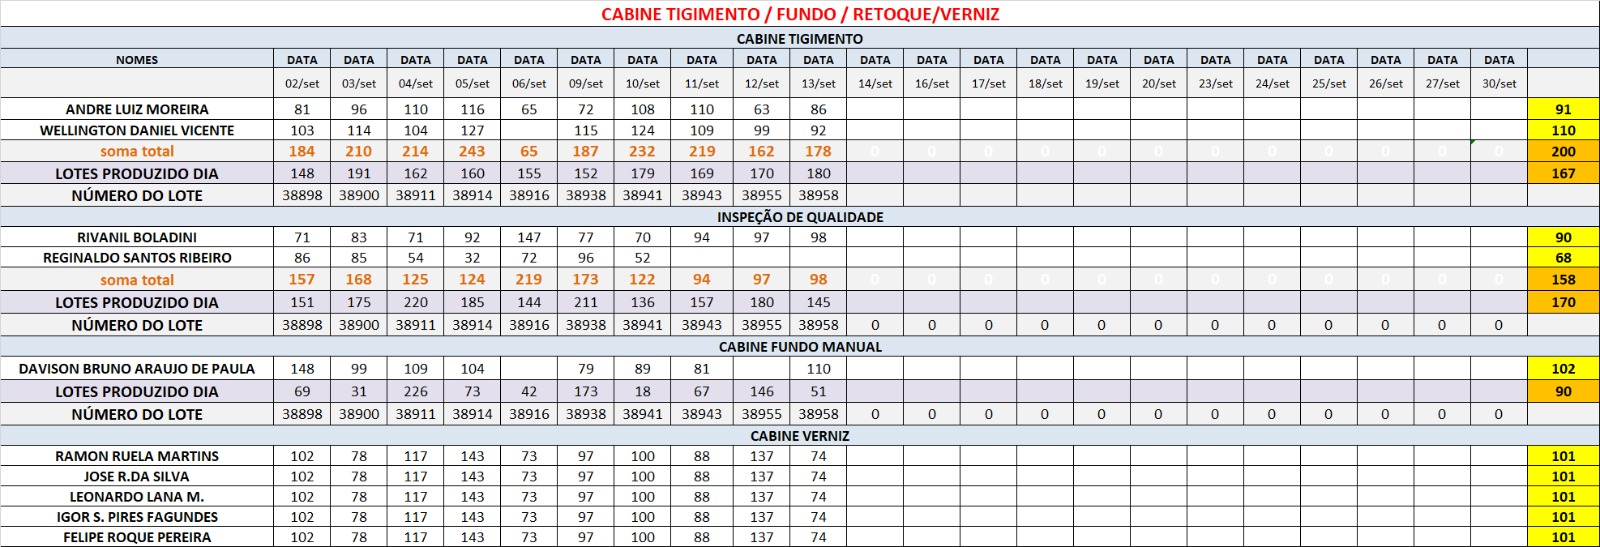 CABINE TIGIMENTO / FUNDO / RETOQUE/VERNIZ
CABINE TIGIMENTO
NOMES DATA DATA DATA DATA DATA DATA DATA DATA DATA DATA DATA DATA DATA DATA DATA DATA DATA DATA DATA DATA DATA DATA
02/set 03/set 04/set 05/set 06/set 09/set 10/set 11/set 12/set 13/set 14/set 16/set 17/set 18/set 19/set 20/set 23/set 24/set 25/set 26/set 27/set 30/set
ANDRE LUIZ MOREIRA 81 96 110 116 65 72 108 110 63 86 91
WELLINGTON DANIEL VICENTE 103 114 104 127 115 124 109 99 92 110
soma total 184 210 214 243 65 187 232 219 162 178 0 0 0 0 0 0 0 0 0 0 0 0 200
LOTES PRODUZIDO DIA 148 191 162 160 155 152 179 169 170 180 167
NÚMERO DO LOTE 38898 38900 38911 38914 38916 38938 38941 38943 38955 38958
INSPEÇÃO DE QUALIDADE
RIVANIL BOLADINI 71 83 71 92 147 77 70 94 97 98 90
REGINALDO SANTOS RIBEIRO 86 85 54 32 72 96 52 68
soma total 157 168 125 124 219 173 122 94 97 98 0 0 0 0 0 0 0 0 0 0 0 0 158
LOTES PRODUZIDO DIA 151 175 220 185 144 211 136 157 180 145 170
NÚMERO DO LOTE 38898 38900 38911 38914 38916 38938 38941 38943 38955 38958 0 0 0 0 0 0 0 0 0 0 0 0
CABINE FUNDO MANUAL
DAVISON BRUNO ARAUJO DE PAULA 148 99 109 104 79 89 81 110 102
LOTES PRODUZIDO DIA 69 31 226 73 42 173 18 67 146 51 90
NÚMERO DO LOTE 38898 38900 38911 38914 38916 38938 38941 38943 38955 38958 0 0 0 0 0 0 0 0 0 0 0 0
CABINE VERNIZ
RAMON RUELA MARTINS 102 78 117 143 73 97 100 88 137 74 101
JOSE R.DA SILVA 102 78 117 143 73 97 100 88 137 74 101
LEONARDO LANA M. 102 78 117 143 73 97 100 88 137 74 101
IGOR S. PIRES FAGUNDES 102 78 117 143 73 97 100 88 137 74 101
FELIPE ROQUE PEREIRA 102 78 117 143 73 97 100 88 137 74 101